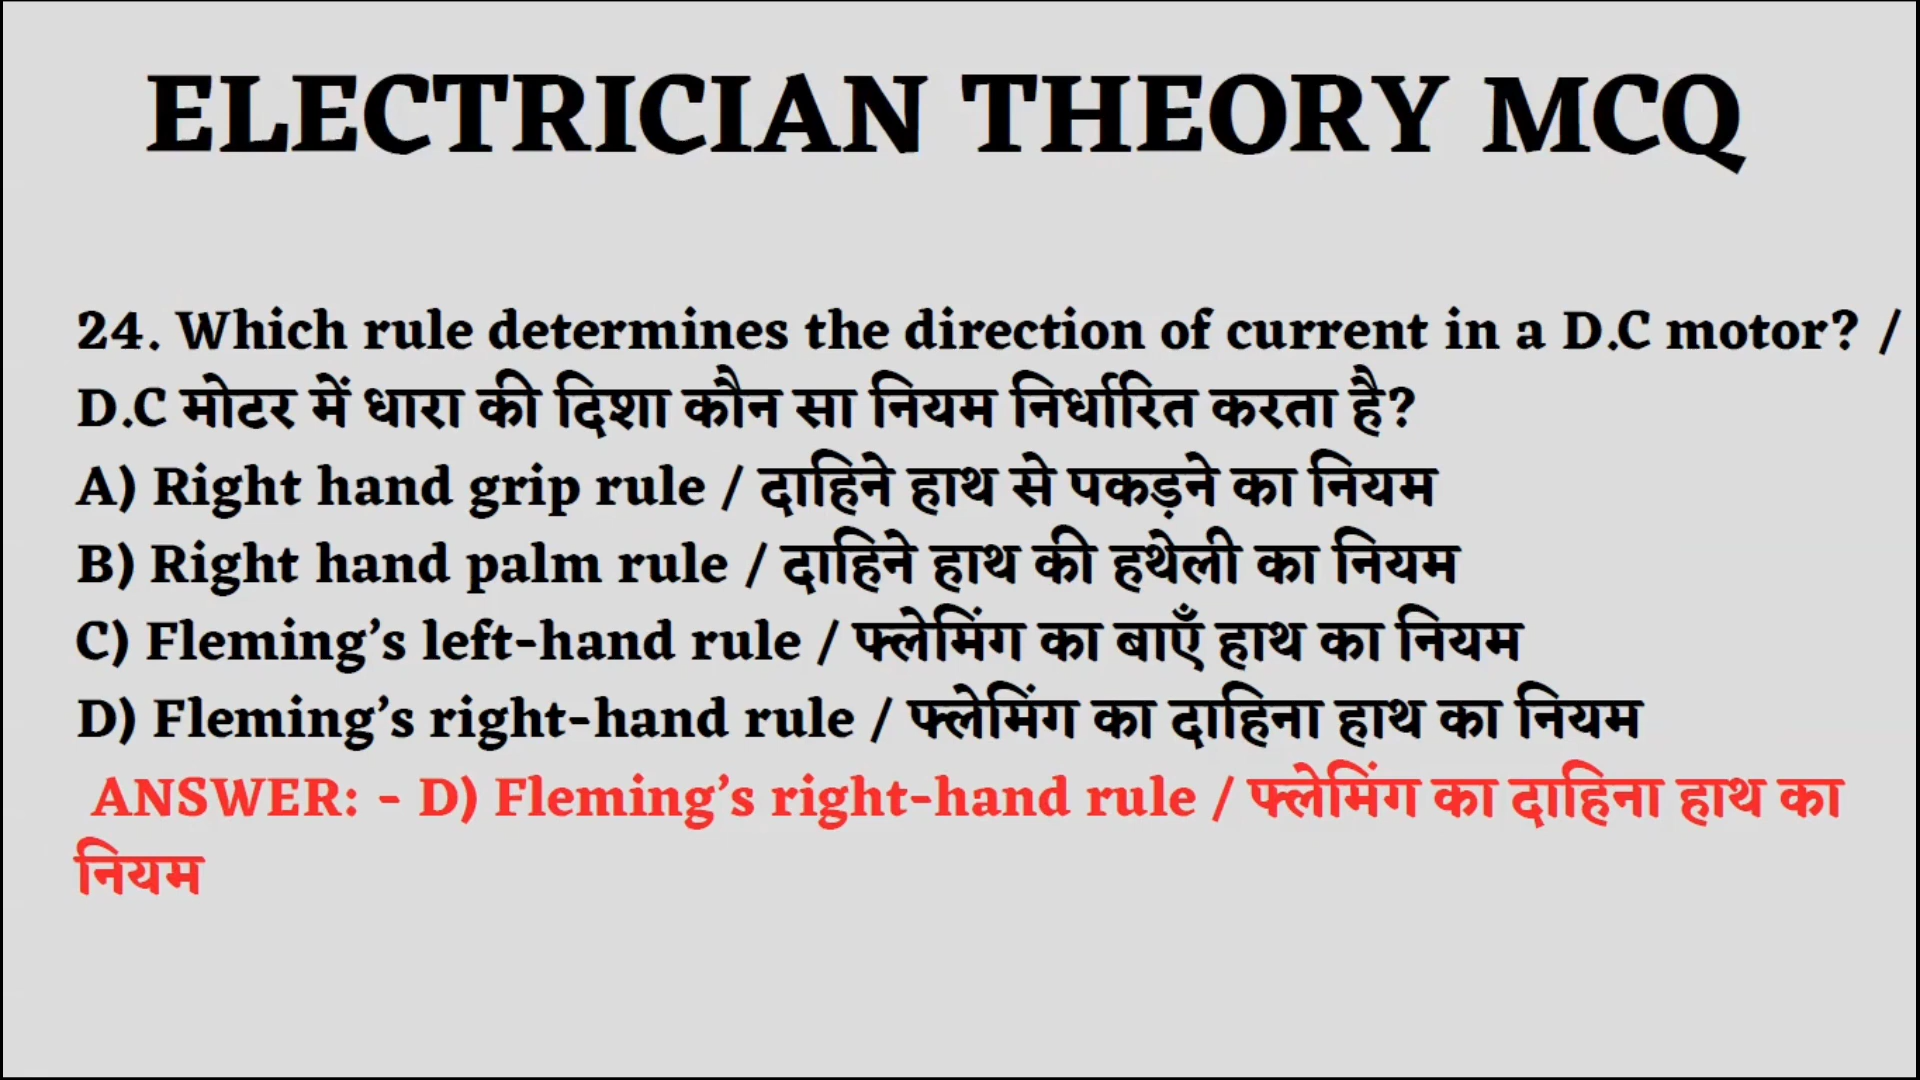 ELECTRICIAN THEORY MCQ
24. Which rule determines the direction of current in a D.C motor? /
D.C मोटर में धारा की दिशा कौन सा नियम निर्धारित करता है?
A) Right hand grip rule / दाहिने हाथ से पकड़ने का नियम
B) Right hand palm rule / दाहिने हाथ की हथेली का नियम
C) Fleming’s left-hand rule / फ्लेमिंग का बाएँ हाथ का नियम
D) Fleming’s right-hand rule / फ्लेमिंग का दाहिना हाथ का नियम
ANSWER: - D) Fleming’s right-hand rule / फ्लेमिंग का दाहिना हाथ का
नियम